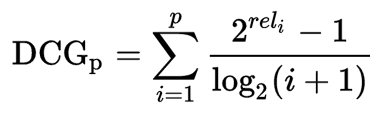 DCG_p = \sum_{i=1}^{p} \frac{2^{rel_i} - 1}{\log_2(i + 1)}